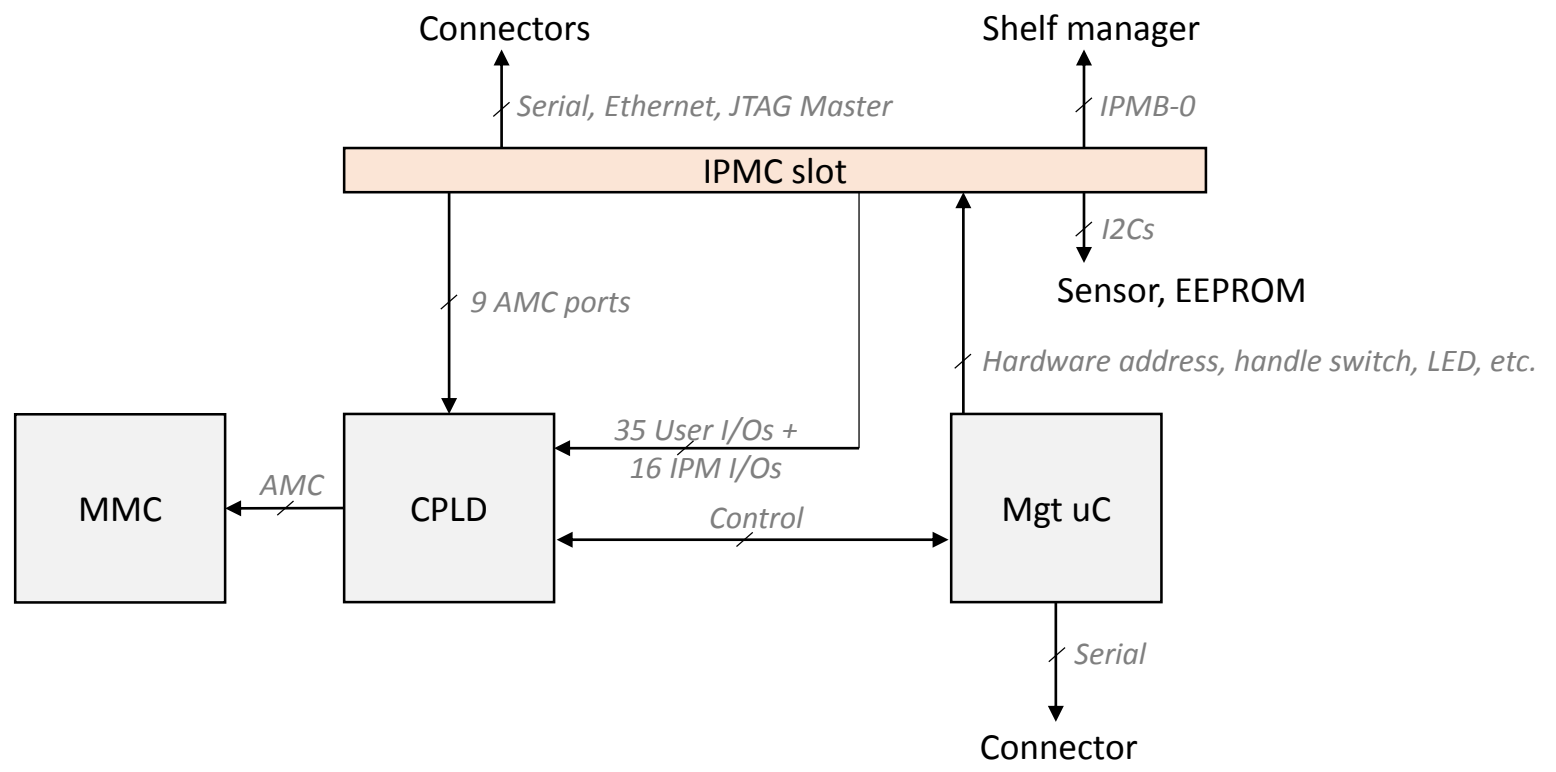 Connectors
Shelf manager
Serial, Ethernet, JTAG Master
IPMB-0
IPMC slot
I2Cs
Sensor, EEPROM
9 AMC ports
Hardware address, handle switch, LED, etc.
35 User I/Os +
16 IPM I/Os
AMC
MMC
CPLD
Control
Mgt uC
Serial
Connector